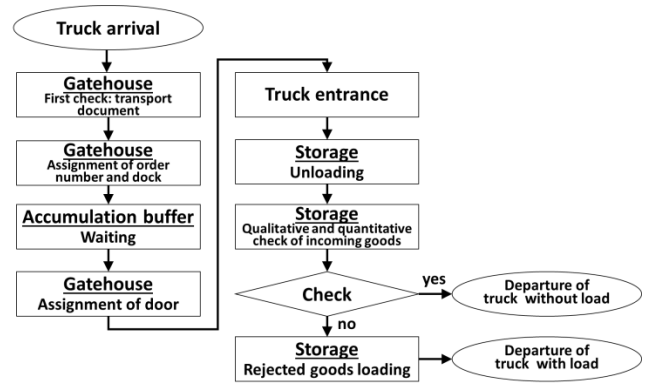 Truck arrival
Gatehouse
First check: transport
document
Gatehouse
Assignment of order
number and dock
Accumulation buffer
Waiting
Gatehouse
Assignment of door
Truck entrance
Storage
Unloading
Storage
Qualitative and quantitative
check of incoming goods
Check
yes
Departure of
truck without load
no
Storage
Rejected goods loading
Departure of
truck with load